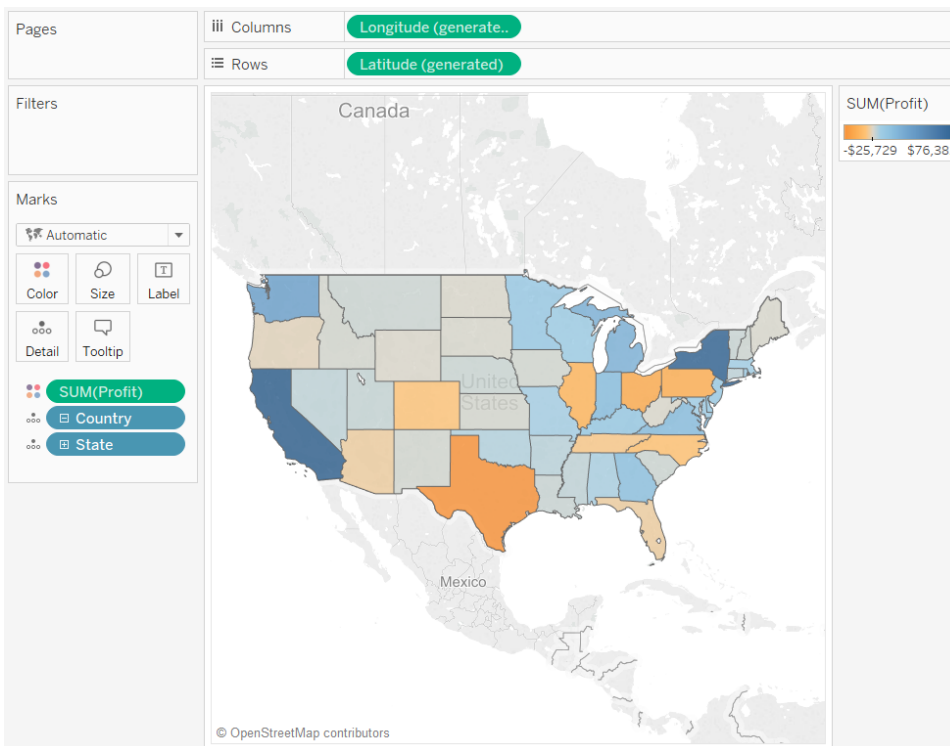 Pages
iii Columns
Longitude (generate..
Rows
Latitude (generated)
Filters
Marks
Automatic
Color
Size
T
Label
Detail
Tooltip
SUM(Profit)
Country
State
Canada
United
States
Mexico
© OpenStreetMap contributors
SUM(Profit)
-$25,729 $76,38